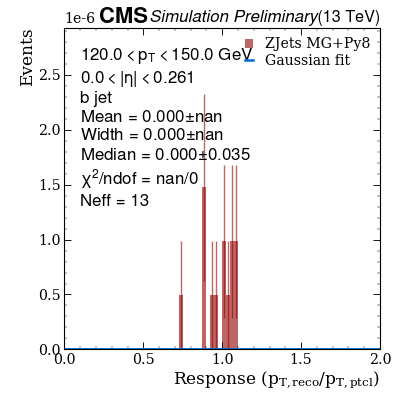 1e-6 CMS Simulation Preliminary (13 TeV)
Events
120.0 < pT < 150.0 GeV
0.0 < |η| < 0.261
b jet
Mean = 0.000±nan
Width = 0.000±nan
Median = 0.000±0.035
χ²/ndof = nan/0
Neff = 13
ZJets MG+Py8
Gaussian fit
2.5
2.0
1.5
1.0
0.5
0.0
0.0 0.5 1.0 1.5 2.0
Response (pT,reco/pT,ptcl)